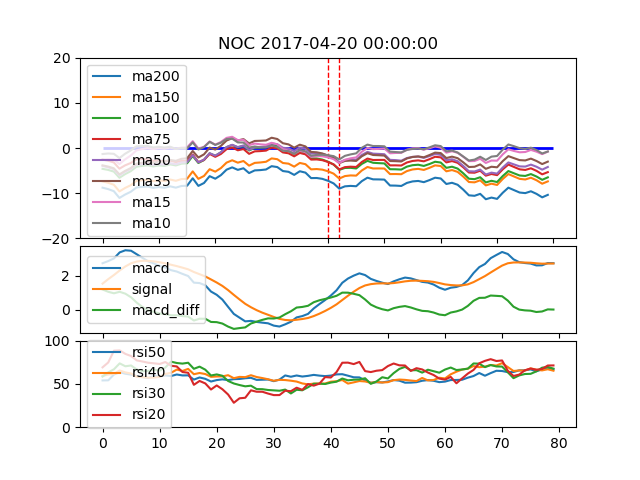 NOC 2017-04-20 00:00:00
20
10
0
−10
−20
ma200
ma150
ma100
ma75
ma50
ma35
ma15
ma10
2
0
macd
signal
macd_diff
100
50
0
rsi50
rsi40
rsi30
rsi20
0 10 20 30 40 50 60 70 80